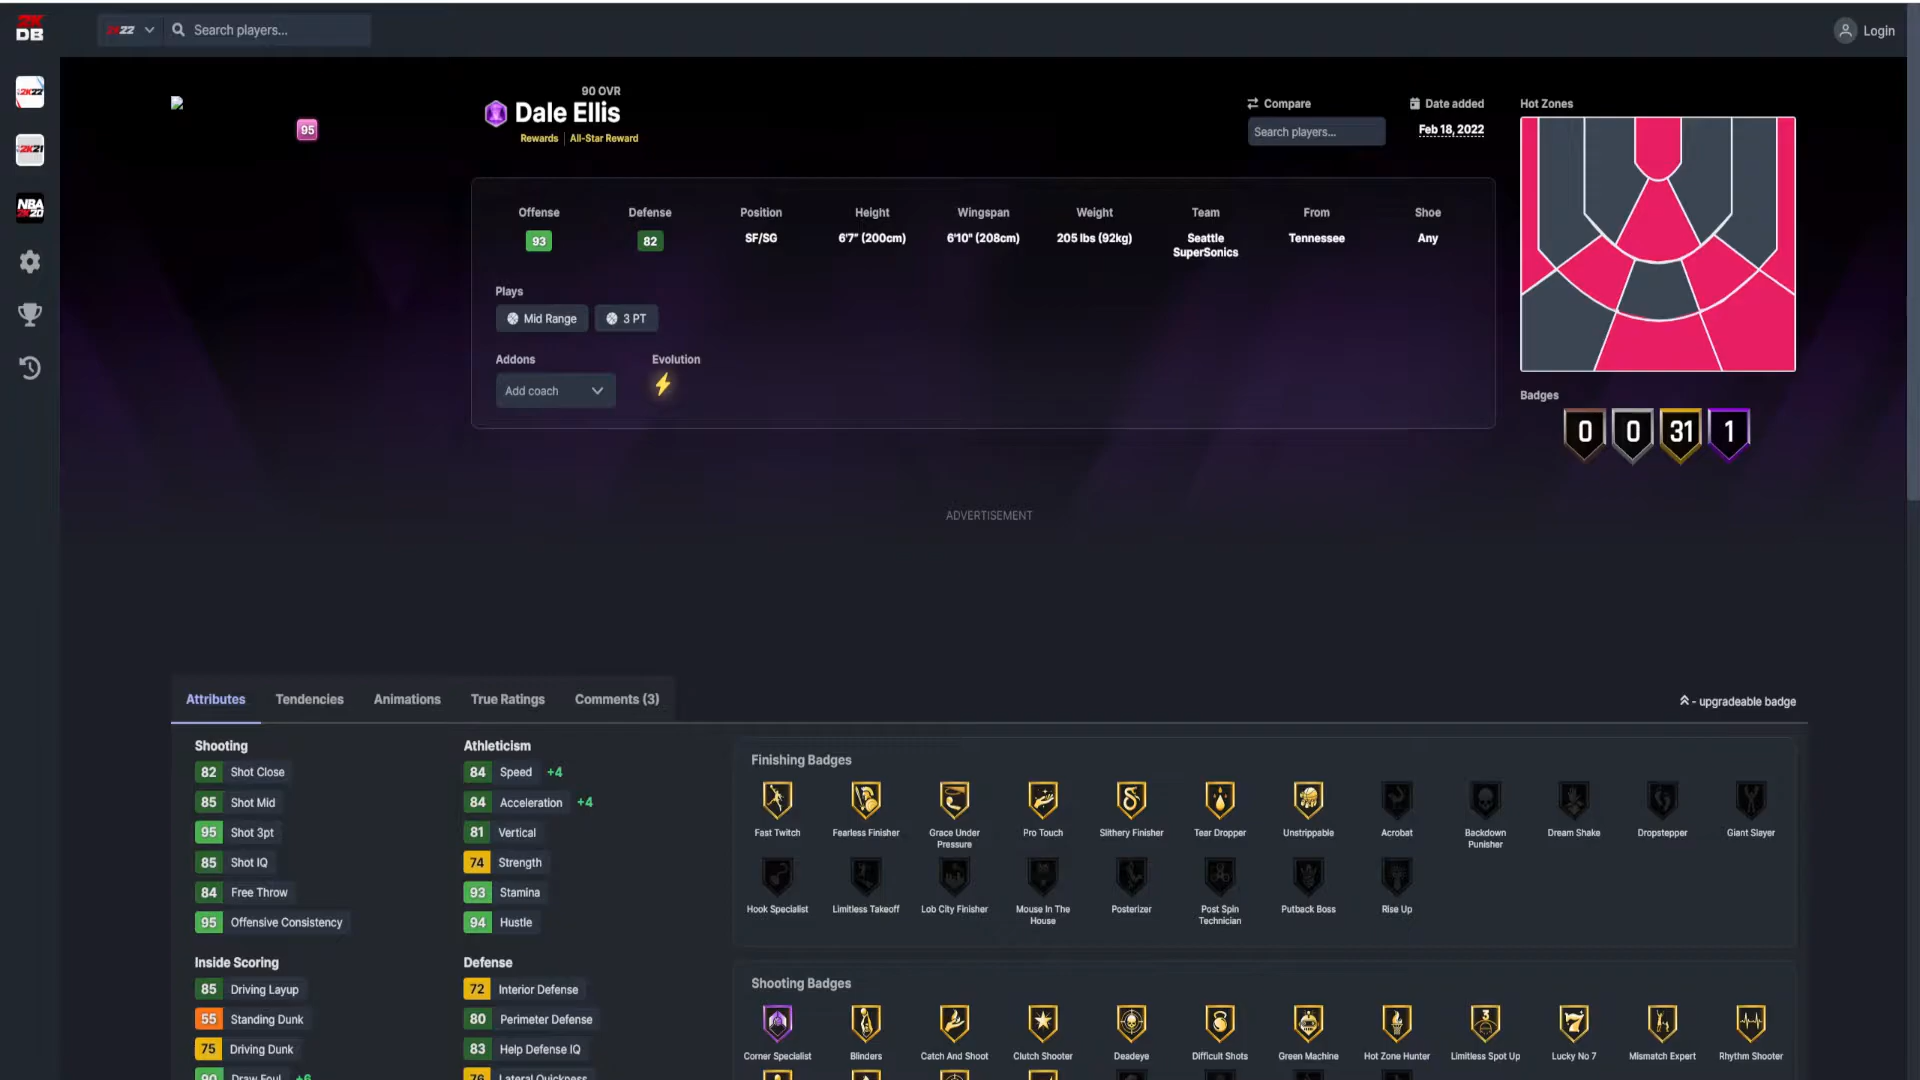 2K
DB
2K22
Search players...
Login
2K22
2K21
NBA
2K20
95
90 OVR
Dale Ellis
Rewards | All-Star Reward
Compare
Search players...
Date added
Feb 18, 2022
Hot Zones
Offense
Defense
Position
Height
Wingspan
Weight
Team
From
Shoe
93
82
SF/SG
6'7" (200cm)
6'10" (208cm)
205 lbs (92kg)
Seattle
SuperSonics
Tennessee
Any
Plays
Mid Range
3 PT
Addons
Evolution
Add coach
Badges
0
0
31
1
ADVERTISEMENT
Attributes
Tendencies
Animations
True Ratings
Comments (3)
- upgradeable badge
Shooting
82 Shot Close
85 Shot Mid
95 Shot 3pt
85 Shot IQ
84 Free Throw
95 Offensive Consistency
Inside Scoring
85 Driving Layup
55 Standing Dunk
75 Driving Dunk
90 Draw Foul +6
Athleticism
84 Speed +4
84 Acceleration +4
81 Vertical
74 Strength
93 Stamina
94 Hustle
Defense
72 Interior Defense
80 Perimeter Defense
83 Help Defense IQ
76 Lateral Quickness
Finishing Badges
Fast Twitch
Fearless Finisher
Grace Under
Pressure
Pro Touch
Slithery Finisher
Tear Dropper
Unstrippable
Acrobat
Backdown
Punisher
Dream Shake
Dropstepper
Giant Slayer
Hook Specialist
Limitless Takeoff
Lob City Finisher
Mouse In The
House
Posterizer
Post Spin
Technician
Putback Boss
Rise Up
Shooting Badges
Corner Specialist
Blinders
Catch And Shoot
Clutch Shooter
Deadeye
Difficult Shots
Green Machine
Hot Zone Hunter
Limitless Spot Up
Lucky No 7
Mismatch Expert
Rhythm Shooter